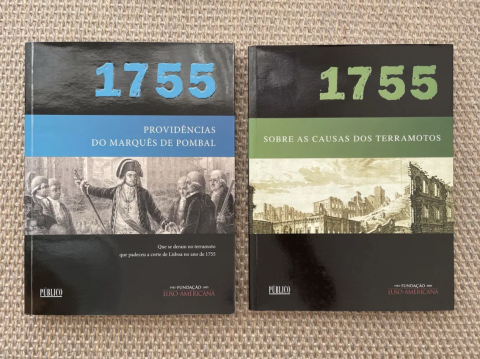 1755
PROVIDÊNCIAS
DO MARQUÊS DE POMBAL
Que se deram no terramoto
que padeceu a corte de Lisboa no ano de 1755
PÚBLICO
FUNDAÇÃO
LUSO-AMERICANA
1755
SOBRE AS CAUSAS DOS TERRAMOTOS
PÚBLICO
FUNDAÇÃO
LUSO-AMERICANA